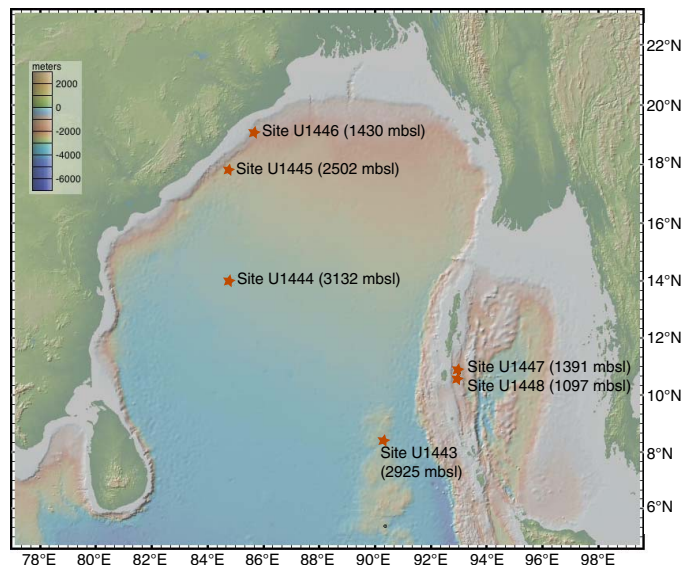 meters
2000
0
-2000
-4000
-6000
22°N
20°N
18°N
16°N
14°N
12°N
10°N
8°N
6°N
Site U1446 (1430 mbsl)
Site U1445 (2502 mbsl)
Site U1444 (3132 mbsl)
Site U1447 (1391 mbsl)
Site U1448 (1097 mbsl)
Site U1443
(2925 mbsl)
78°E 80°E 82°E 84°E 86°E 88°E 90°E 92°E 94°E 96°E 98°E